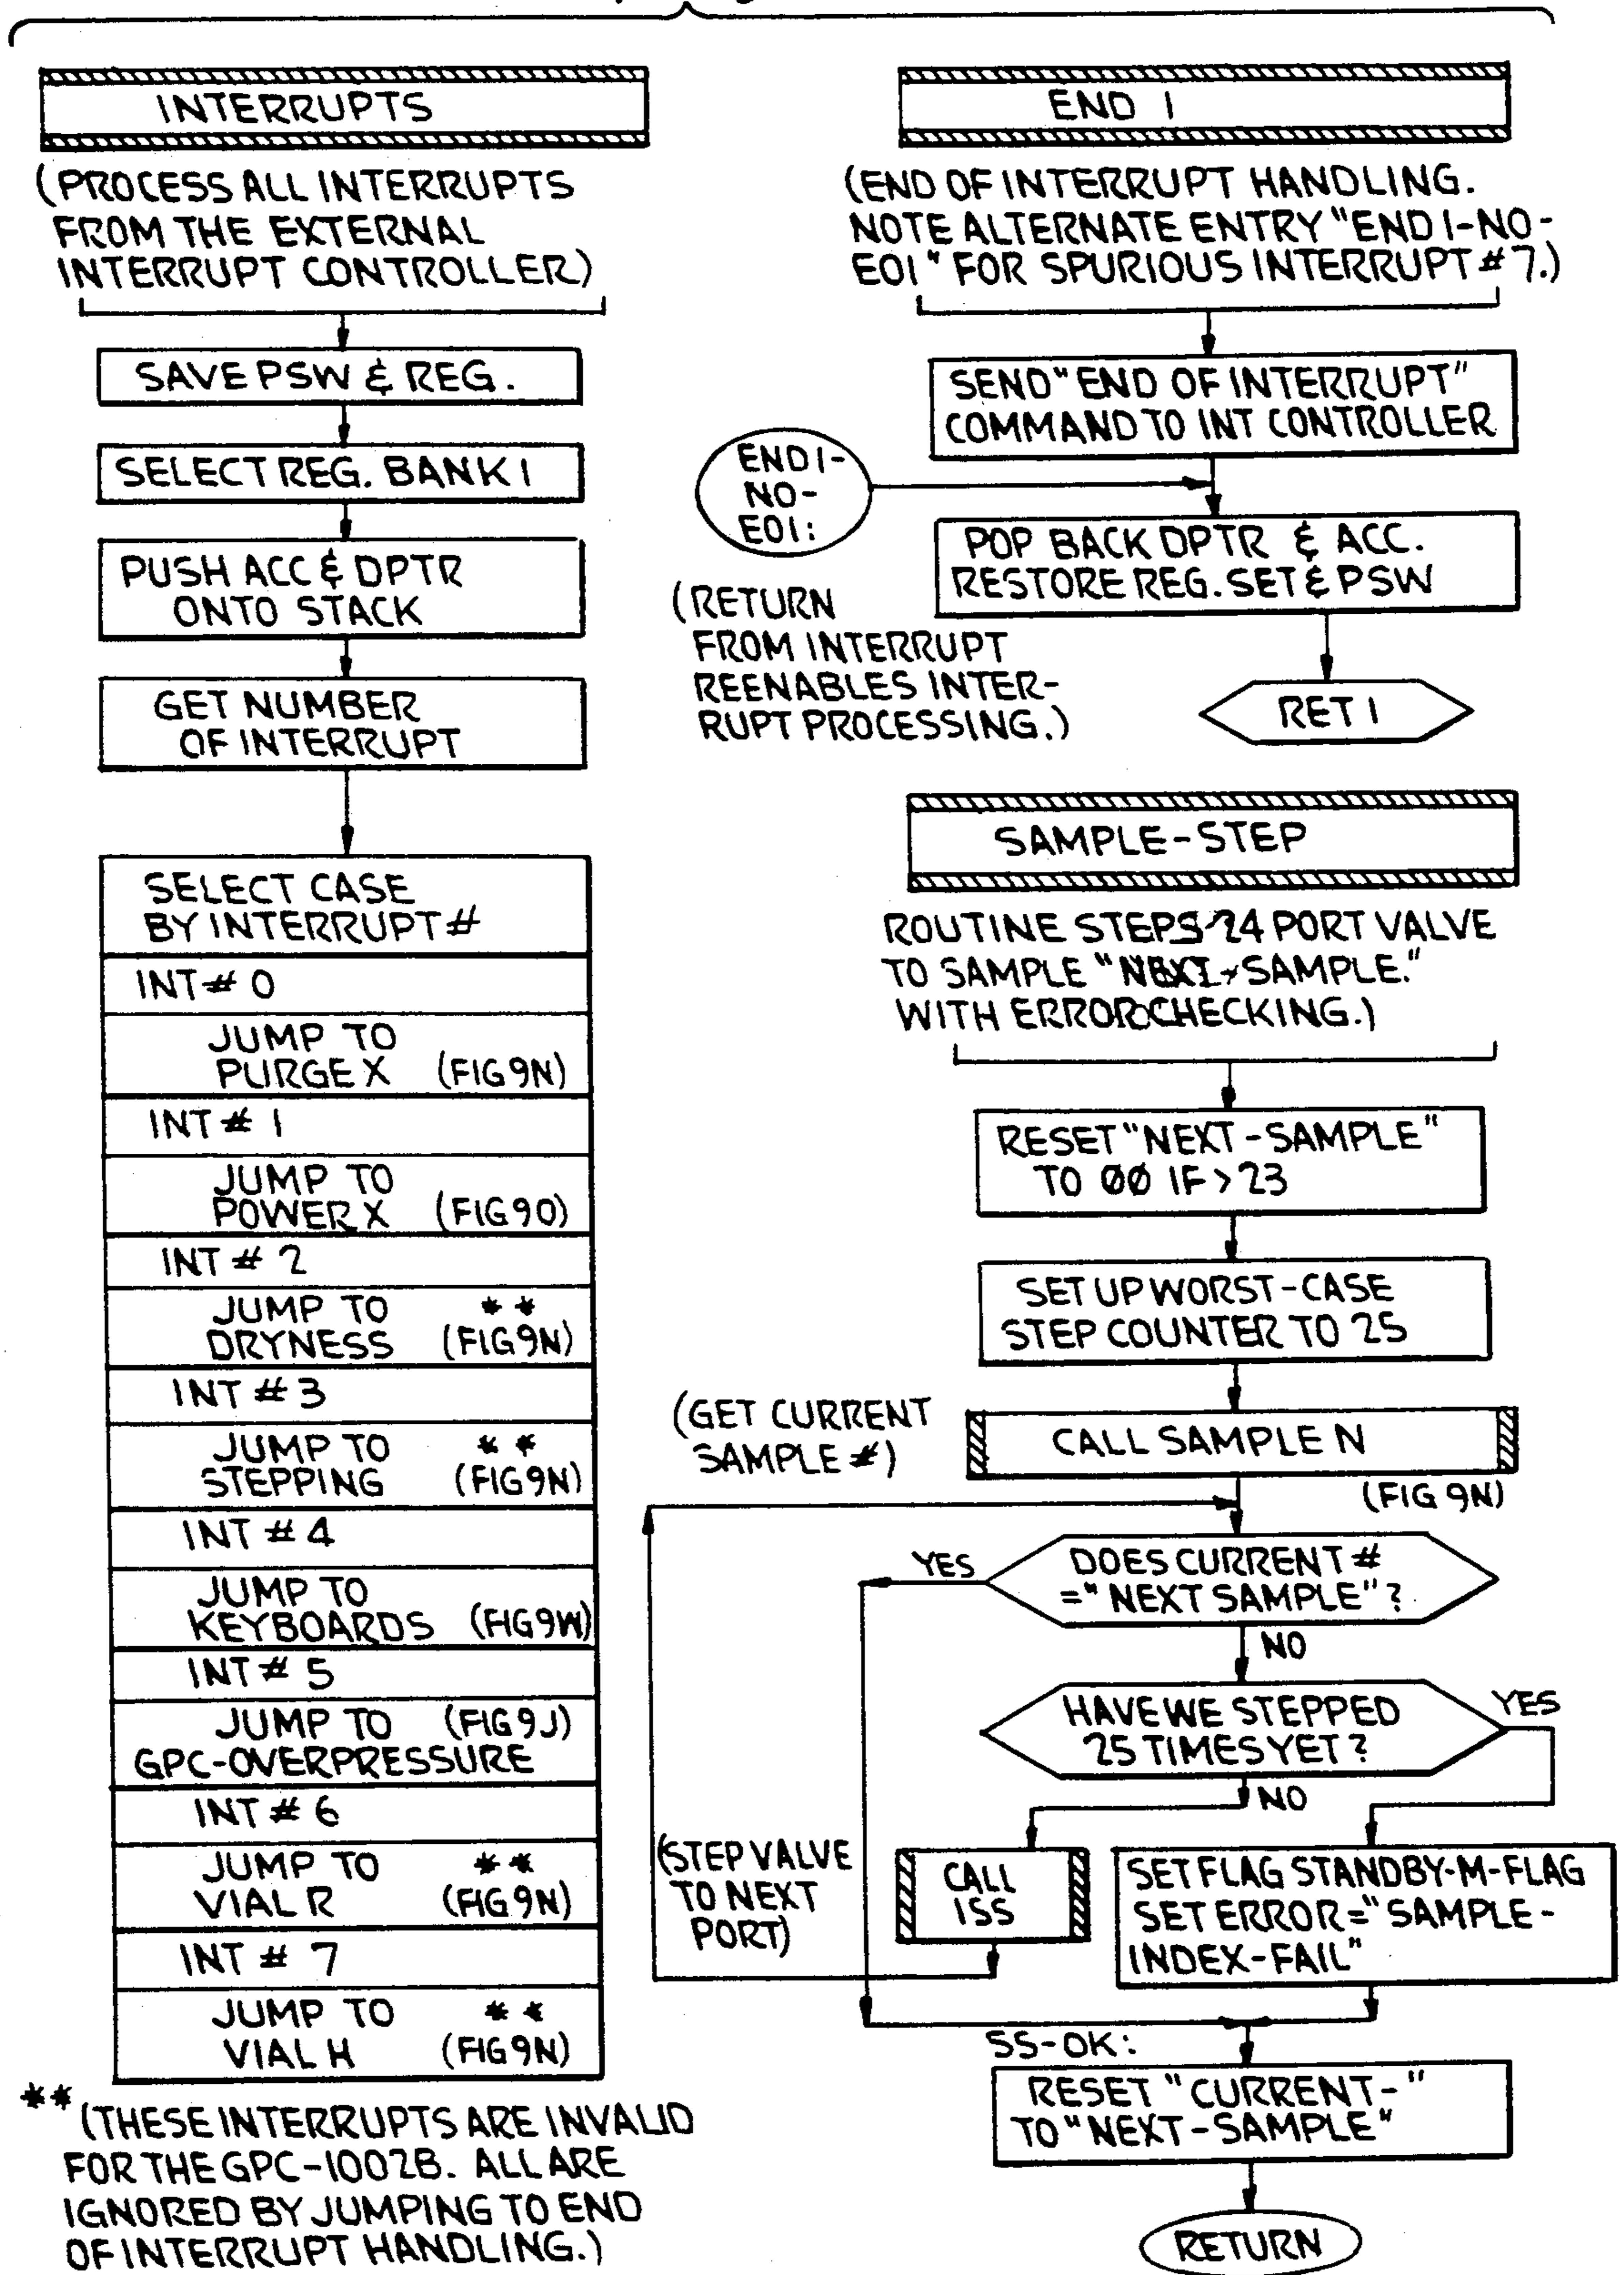 INTERRUPTS
(PROCESS ALL INTERRUPTS
FROM THE EXTERNAL
INTERRUPT CONTROLLER)
SAVE PSW & REG.
SELECT REG. BANK 1
PUSH ACC & DPTR
ONTO STACK
GET NUMBER
OF INTERRUPT
SELECT CASE
BY INTERRUPT #
INT # 0
JUMP TO
PURGE X (FIG 9N)
INT # 1
JUMP TO
POWER X (FIG 9O)
INT # 2
JUMP TO **
DRYNESS (FIG 9N)
INT # 3
JUMP TO **
STEPPING (FIG 9N)
INT # 4
JUMP TO
KEYBOARDS (FIG 9W)
INT # 5
JUMP TO (FIG 9J)
GPC-OVERPRESSURE
INT # 6
JUMP TO **
VIAL R (FIG 9N)
INT # 7
JUMP TO **
VIAL H (FIG 9N)
** (THESE INTERRUPTS ARE INVALID
FOR THE GPC-1002B. ALL ARE
IGNORED BY JUMPING TO END
OF INTERRUPT HANDLING.)
END I
(END OF INTERRUPT HANDLING.
NOTE ALTERNATE ENTRY "END I-NO-
EOI" FOR SPURIOUS INTERRUPT # 7.)
SEND "END OF INTERRUPT"
COMMAND TO INT CONTROLLER
END I-
NO-
EOI:
POP BACK DPTR & ACC.
RESTORE REG. SET & PSW
(RETURN
FROM INTERRUPT
REENABLES INTER-
RUPT PROCESSING.)
RET I
SAMPLE-STEP
ROUTINE STEPS 24 PORT VALVE
TO SAMPLE "NEXT-SAMPLE."
WITH ERROR CHECKING.)
RESET "NEXT-SAMPLE"
TO ØØ IF > 23
SET UP WORST-CASE
STEP COUNTER TO 25
(GET CURRENT
SAMPLE #)
CALL SAMPLE N
(FIG 9N)
DOES CURRENT #
="NEXT SAMPLE"?
YES
NO
HAVE WE STEPPED
25 TIMES YET?
YES
NO
(STEP VALVE
TO NEXT
PORT)
CALL
ISS
SET FLAG STANDBY-M-FLAG
SET ERROR="SAMPLE-
INDEX-FAIL"
SS-OK:
RESET "CURRENT-"
TO "NEXT-SAMPLE"
RETURN